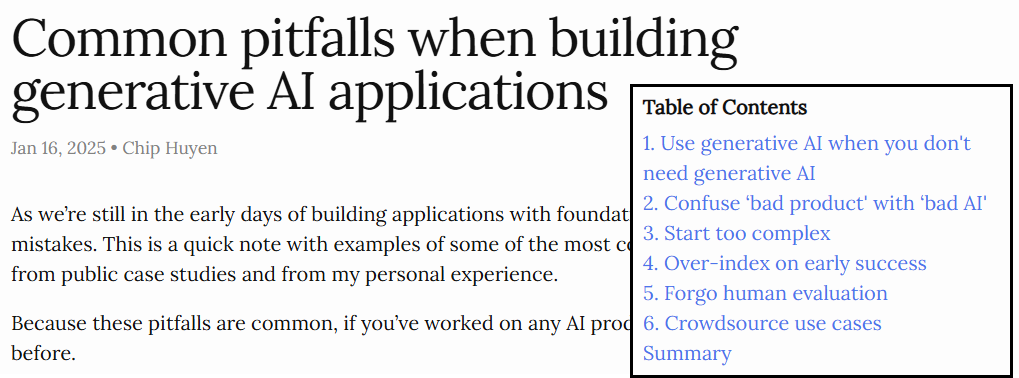 Common pitfalls when building
generative AI applications
Jan 16, 2025 • Chip Huyen
As we’re still in the early days of building applications with
mistakes. This is a quick note with examples of some of the most
from public case studies and from my personal experience.
Because these pitfalls are common, if you’ve worked on any AI
before.
Table of Contents
1. Use generative AI when you don't
need generative AI
2. Confuse ‘bad product' with ‘bad AI'
3. Start too complex
4. Over-index on early success
5. Forgo human evaluation
6. Crowdsource use cases
Summary